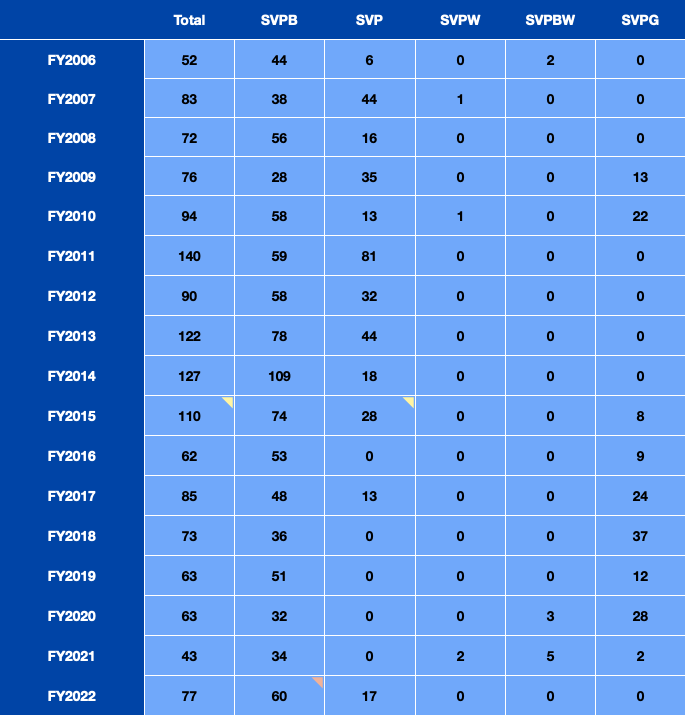 Total SVPB SVP SVPW SVPBW SVPG
FY2006 52 44 6 0 2 0
FY2007 83 38 44 1 0 0
FY2008 72 56 16 0 0 0
FY2009 76 28 35 0 0 13
FY2010 94 58 13 1 0 22
FY2011 140 59 81 0 0 0
FY2012 90 58 32 0 0 0
FY2013 122 78 44 0 0 0
FY2014 127 109 18 0 0 0
FY2015 110 74 28 0 0 8
FY2016 62 53 0 0 0 9
FY2017 85 48 13 0 0 24
FY2018 73 36 0 0 0 37
FY2019 63 51 0 0 0 12
FY2020 63 32 0 0 3 28
FY2021 43 34 0 2 5 2
FY2022 77 60 17 0 0 0